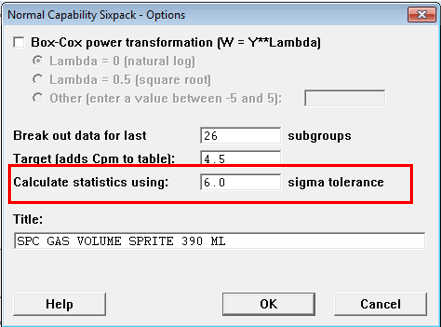 Normal Capability Sixpack - Options
Box-Cox power transformation (W = Y**Lambda)
Lambda = 0 (natural log)
Lambda = 0.5 (square root)
Other (enter a value between -5 and 5):
Break out data for last 26 subgroups
Target (adds Cpm to table): 4.5
Calculate statistics using: 6.0 sigma tolerance
Title:
SPC GAS VOLUME SPRITE 390 ML
Help OK Cancel